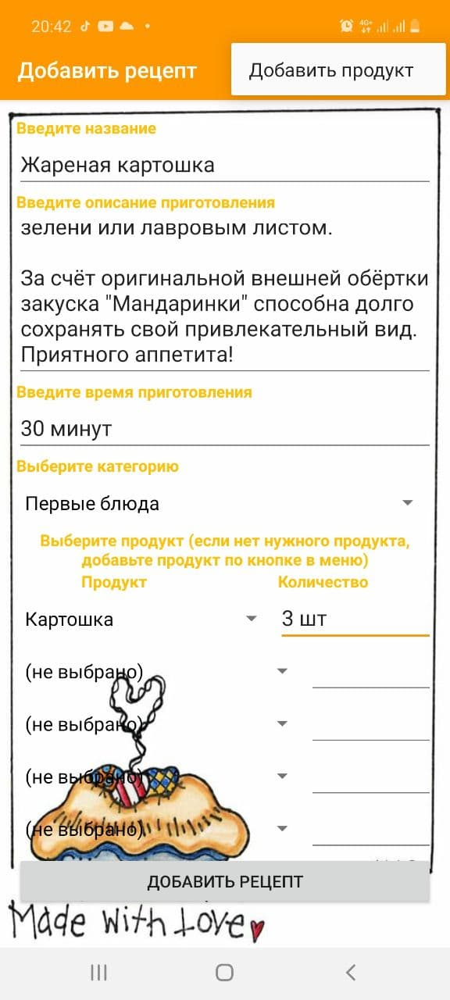 20:42
4G+
Добавить рецепт
Добавить продукт
Введите название
Жареная картошка
Введите описание приготовления
зелени или лавровым листом.
За счёт оригинальной внешней обёртки
закуска "Мандаринки" способна долго
сохранять свой привлекательный вид.
Приятного аппетита!
Введите время приготовления
30 минут
Выберите категорию
Первые блюда
Выберите продукт (если нет нужного продукта,
добавьте продукт по кнопке в меню)
Продукт Количество
Картошка 3 шт
(не выбрано)
(не выбрано)
(не выбрано)
(не выбрано)
ДОБАВИТЬ РЕЦЕПТ
Made with Love